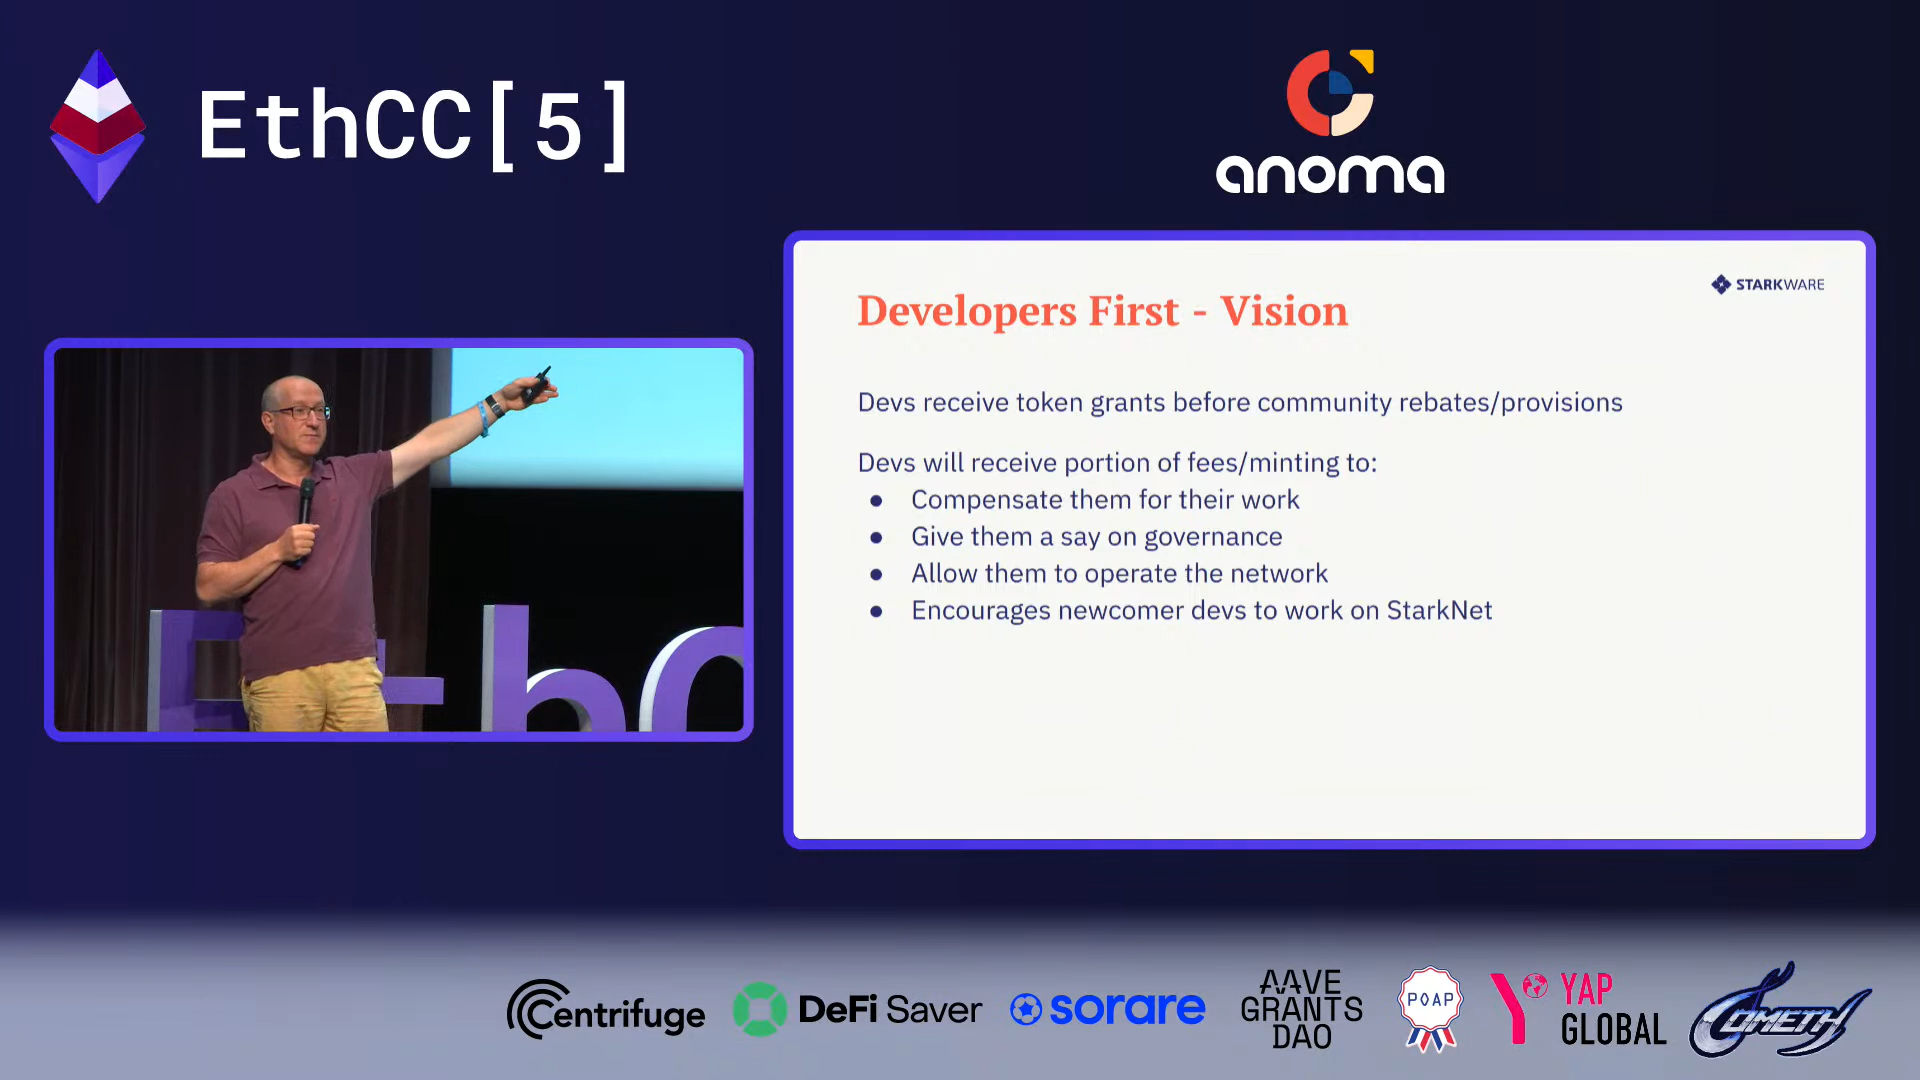 EthCC[5]
anoma
STARKWARE
Developers First - Vision
Devs receive token grants before community rebates/provisions
Devs will receive portion of fees/minting to:
● Compensate them for their work
● Give them a say on governance
● Allow them to operate the network
● Encourages newcomer devs to work on StarkNet
EthC
Centrifuge
DeFi Saver
sorare
AAVE
GRANTS
DAO
POAP
YAP
GLOBAL
COMETH